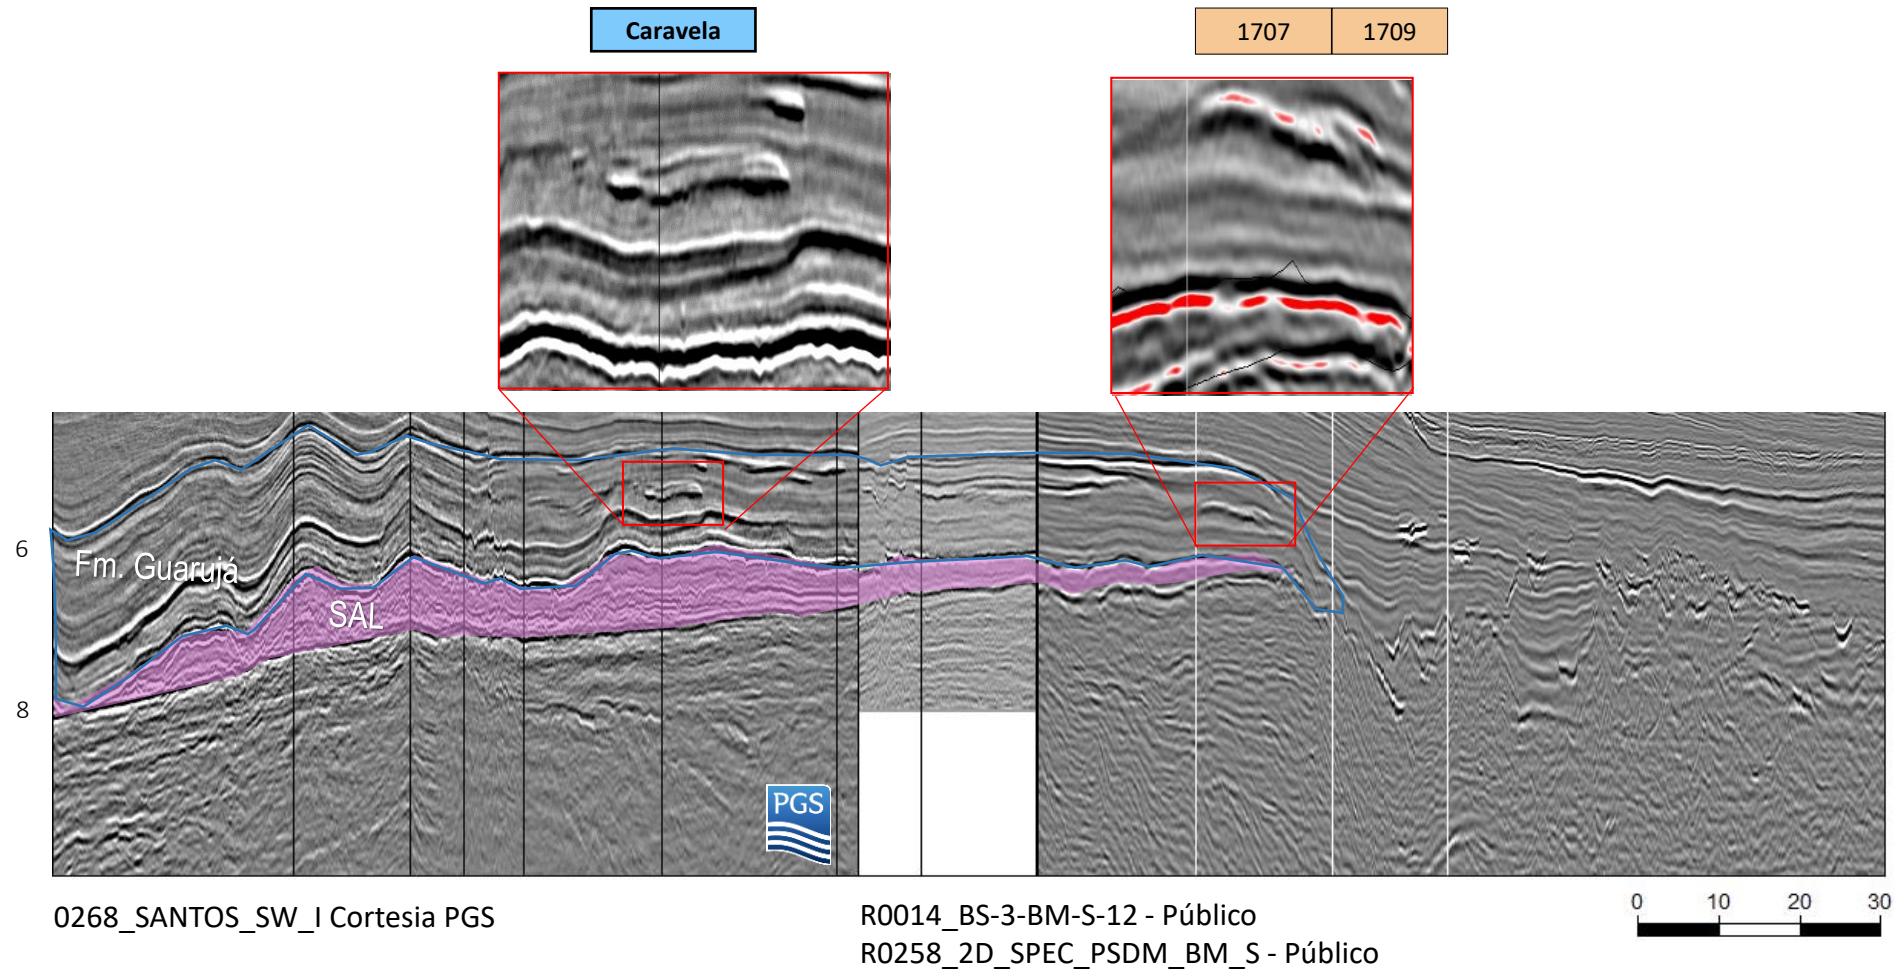 Caravela
1707 1709
Fm. Guarujá
SAL
6
8
PGS
0268_SANTOS_SW_I Cortesia PGS
R0014_BS-3-BM-S-12 - Público
R0258_2D_SPEC_PSDM_BM_S - Público
0 10 20 30